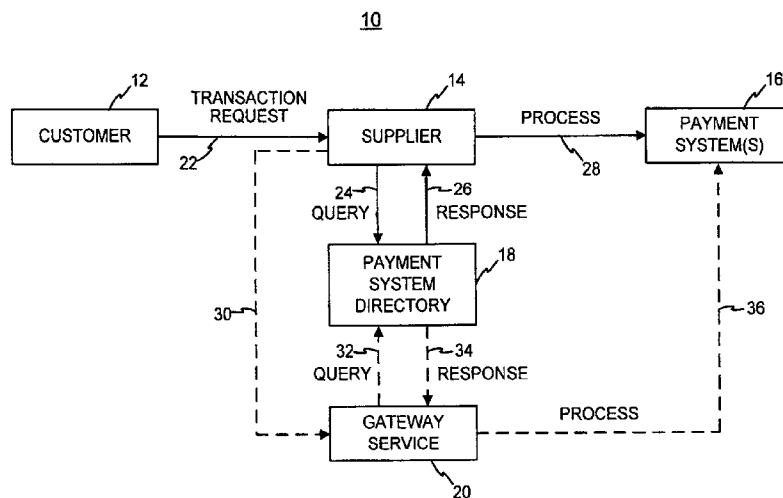 10
12
14
16
CUSTOMER
TRANSACTION
REQUEST
22
SUPPLIER
PROCESS
28
PAYMENT
SYSTEM(S)
24
26
QUERY
RESPONSE
18
PAYMENT
SYSTEM
DIRECTORY
30
36
32
34
QUERY
RESPONSE
GATEWAY
SERVICE
PROCESS
20